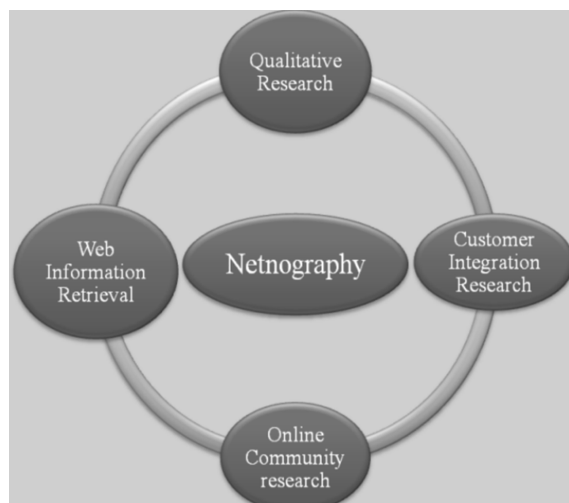 Qualitative
Research
Web
Information
Retrieval
Netnography
Customer
Integration
Research
Online
Community
research